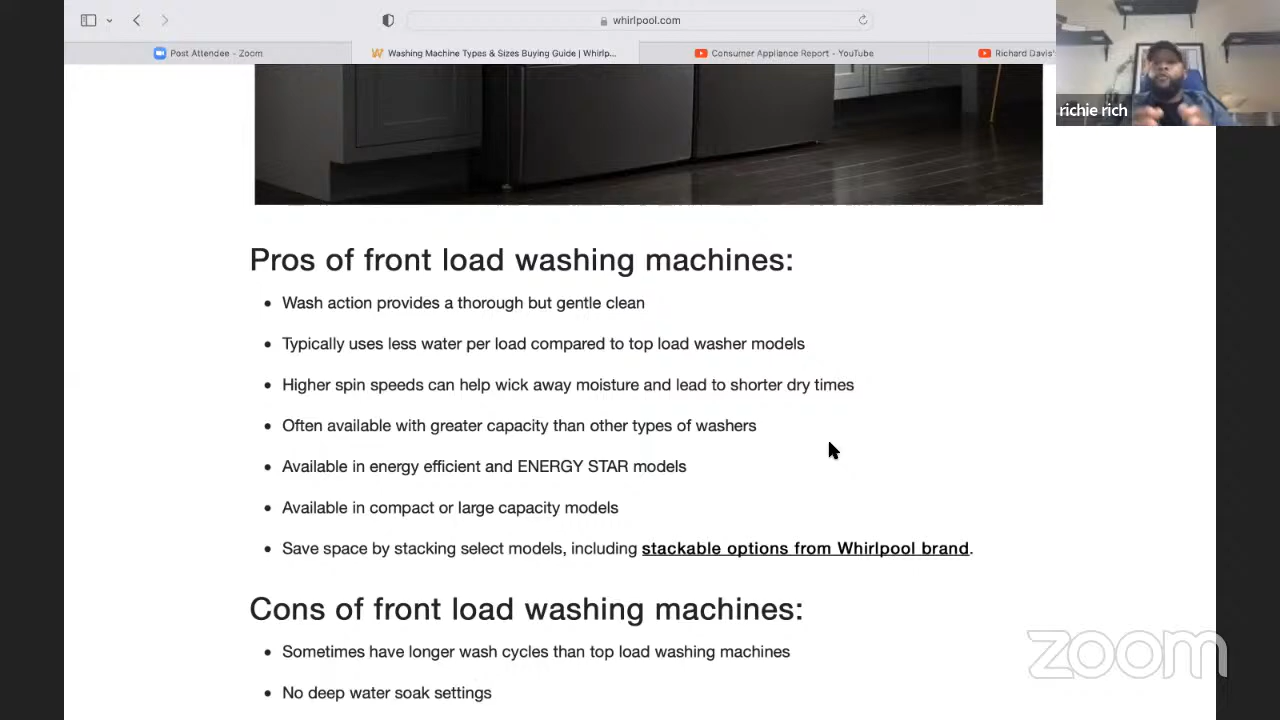 whirlpool.com
Post Attendee - Zoom
Washing Machine Types & Sizes Buying Guide | Whirlp...
Consumer Appliance Report - YouTube
Richard Davis'
richie rich
Pros of front load washing machines:
• Wash action provides a thorough but gentle clean
• Typically uses less water per load compared to top load washer models
• Higher spin speeds can help wick away moisture and lead to shorter dry times
• Often available with greater capacity than other types of washers
• Available in energy efficient and ENERGY STAR models
• Available in compact or large capacity models
• Save space by stacking select models, including stackable options from Whirlpool brand.
Cons of front load washing machines:
• Sometimes have longer wash cycles than top load washing machines
• No deep water soak settings
zoom